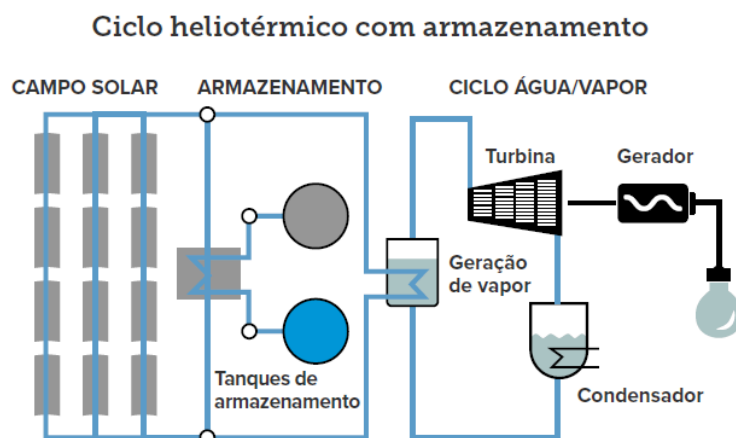 Ciclo heliotérmico com armazenamento
CAMPO SOLAR
ARMAZENAMENTO
CICLO ÁGUA/VAPOR
Turbina
Gerador
Geração
de vapor
Tanques de
armazenamento
Condensador